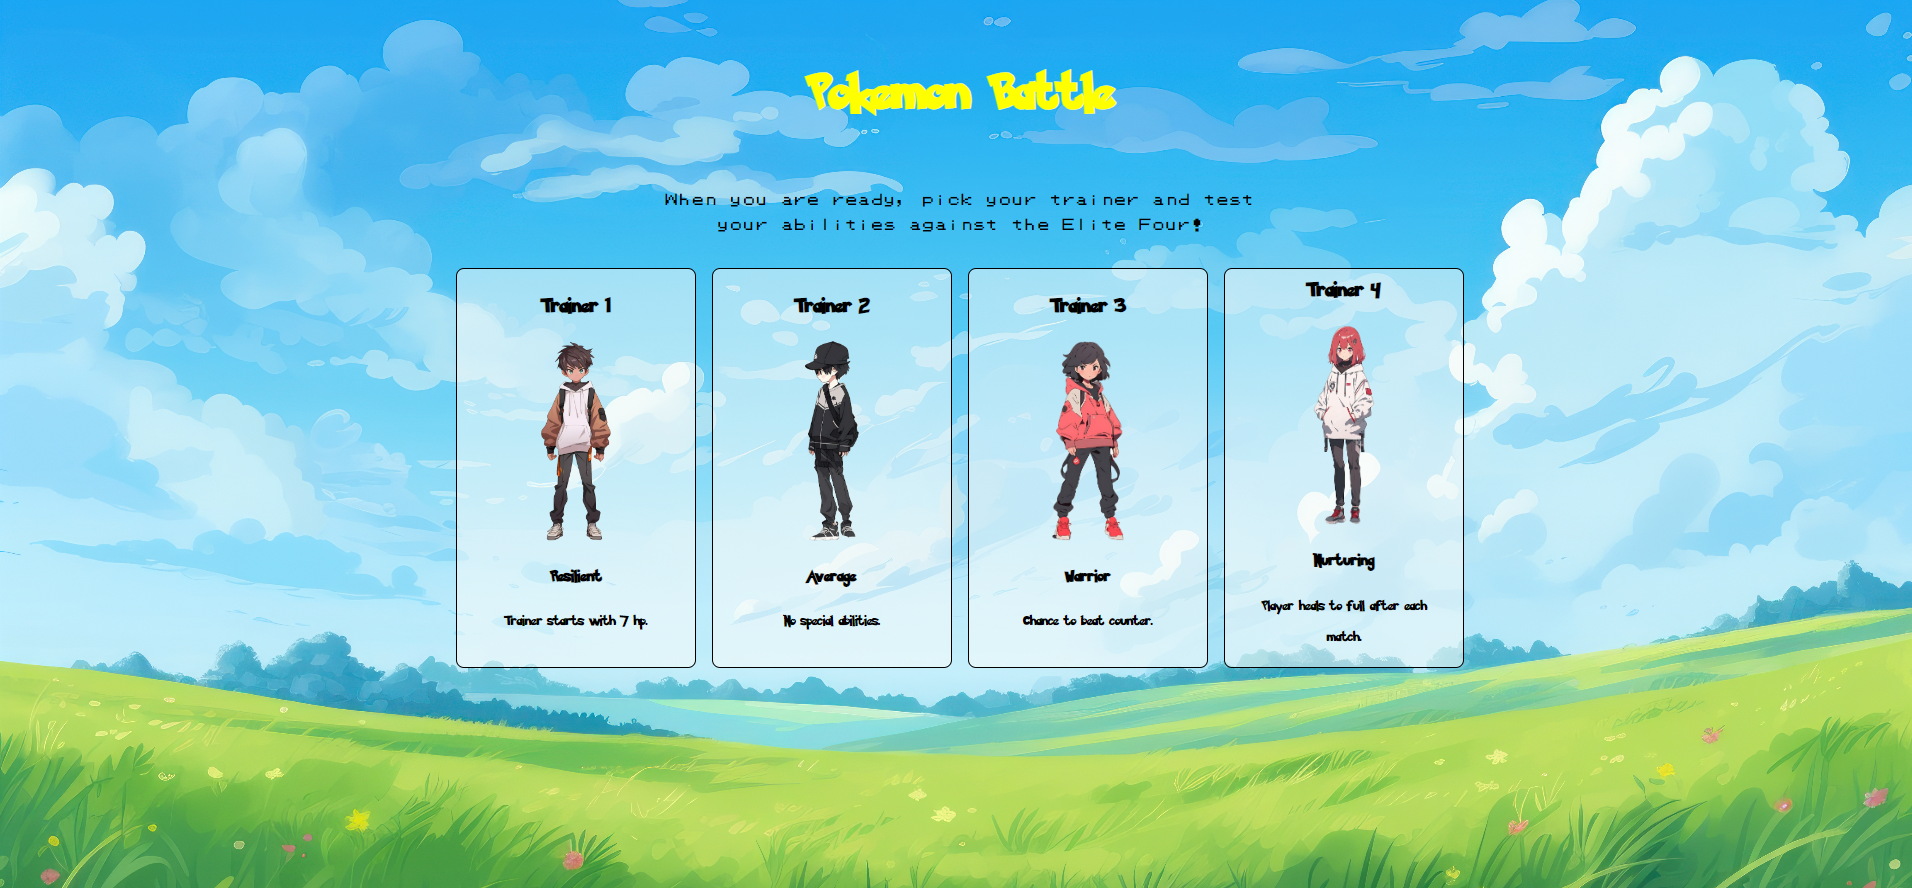 Pokemon Battle
When you are ready, pick your trainer and test
your abilities against the Elite Four!
Trainer 1
Resilient
Trainer starts with 7 hp.
Trainer 2
Average
No special abilities.
Trainer 3
Warrior
Chance to beat counter.
Trainer 4
Nurturing
Player heals to full after each
match.